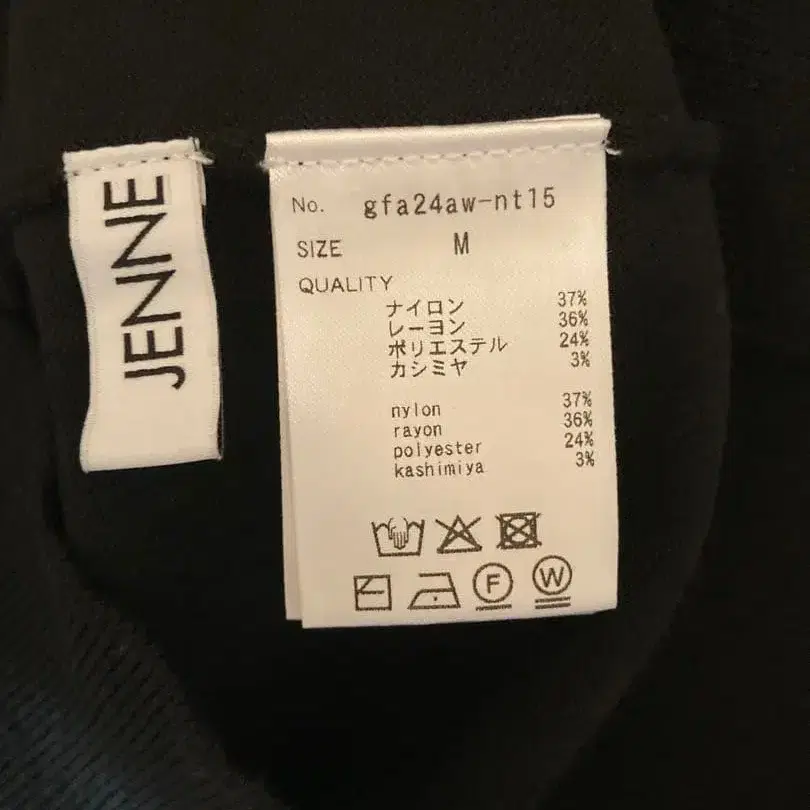 JENNE
No. gfa24aw-nt15
SIZE M
QUALITY
ナイロン 37%
レーヨン 36%
ポリエステル 24%
カシミヤ 3%
nylon 37%
rayon 36%
polyester 24%
kashimiya 3%
F W